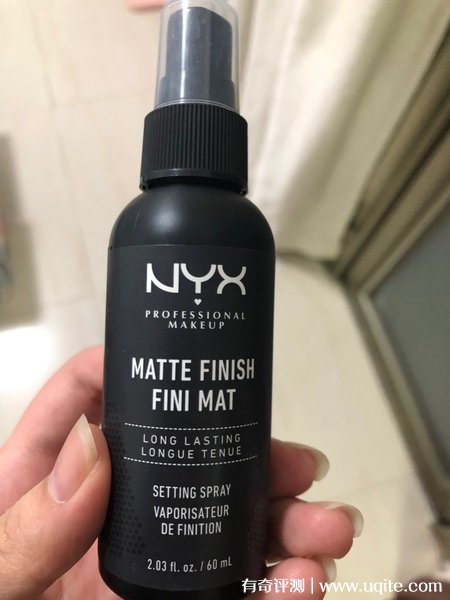 NYX
PROFESSIONAL
MAKEUP
MATTE FINISH
FINI MAT
LONG LASTING
LONGUE TENUE
SETTING SPRAY
VAPORISATEUR
DE FINITION
2.03 fl. oz. / 60 mL
有奇评测 | www.uqite.com